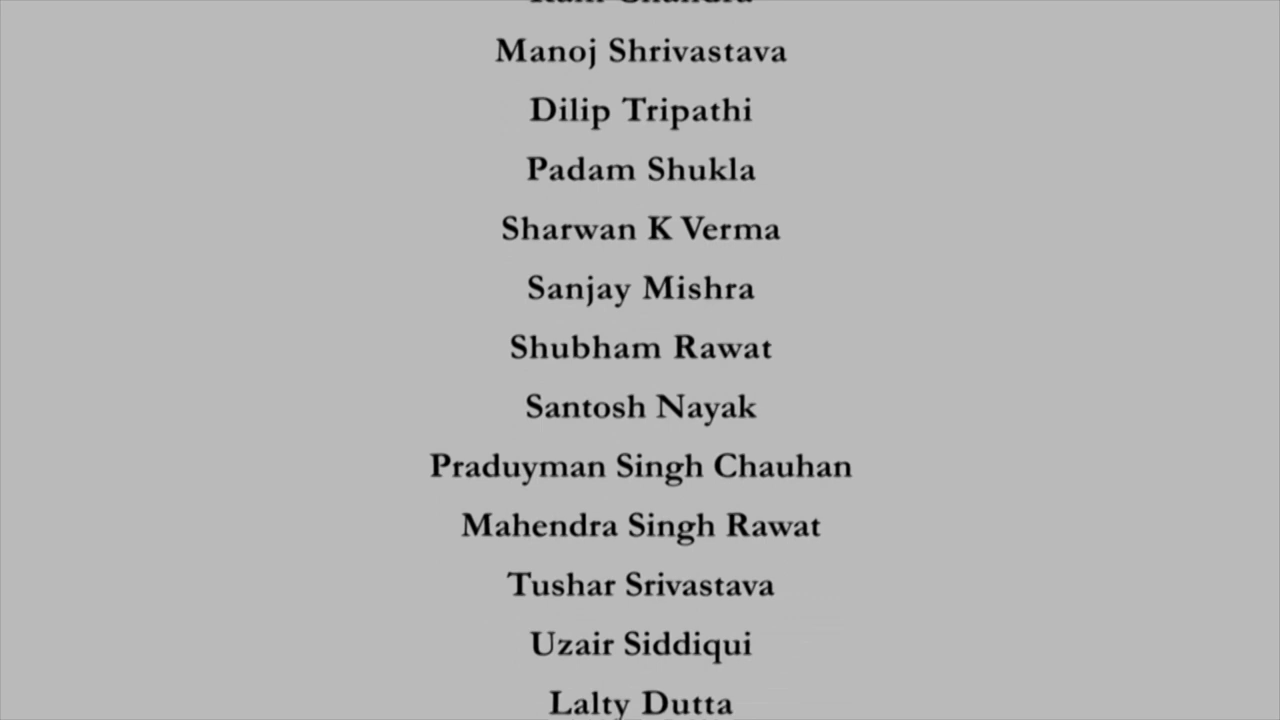 Manoj Shrivastava
Dilip Tripathi
Padam Shukla
Sharwan K Verma
Sanjay Mishra
Shubham Rawat
Santosh Nayak
Praduyman Singh Chauhan
Mahendra Singh Rawat
Tushar Srivastava
Uzair Siddiqui
Lalty Dutta